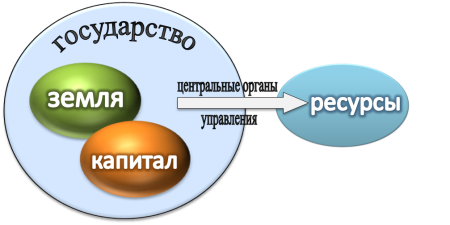 государство
земля
капитал
центральные органы
управления
ресурсы